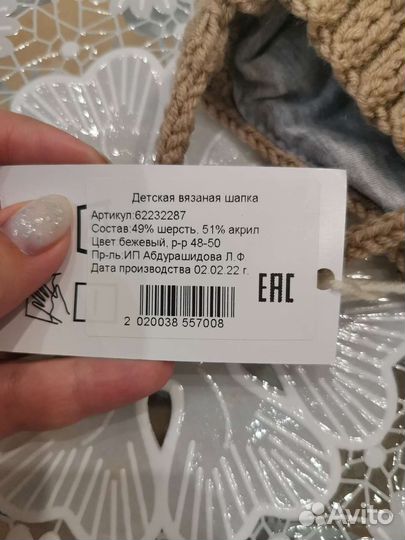 Детская вязаная шапка
Артикул:62232287
Состав.49% шерсть. 51% акрил
Цвет бежевый, р-р 48-50
Пр-ль:ИП Абдурашидова Л.Ф
Дата производства 02.02.22 г.
EAC
2 020038 557008
Avito